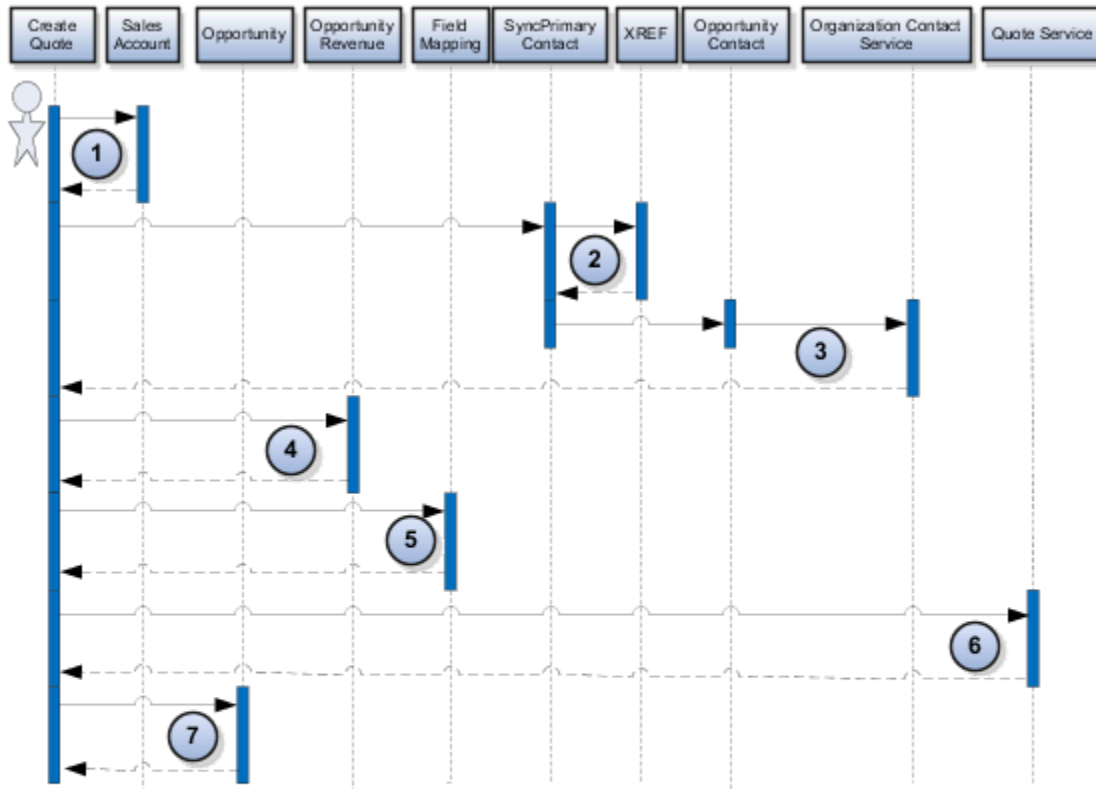 Create
Quote
Sales
Account
Opportunity
Opportunity
Revenue
Field
Mapping
SyncPrimary
Contact
XREF
Opportunity
Contact
Organization Contact
Service
Quote Service
1
2
3
4
5
6
7